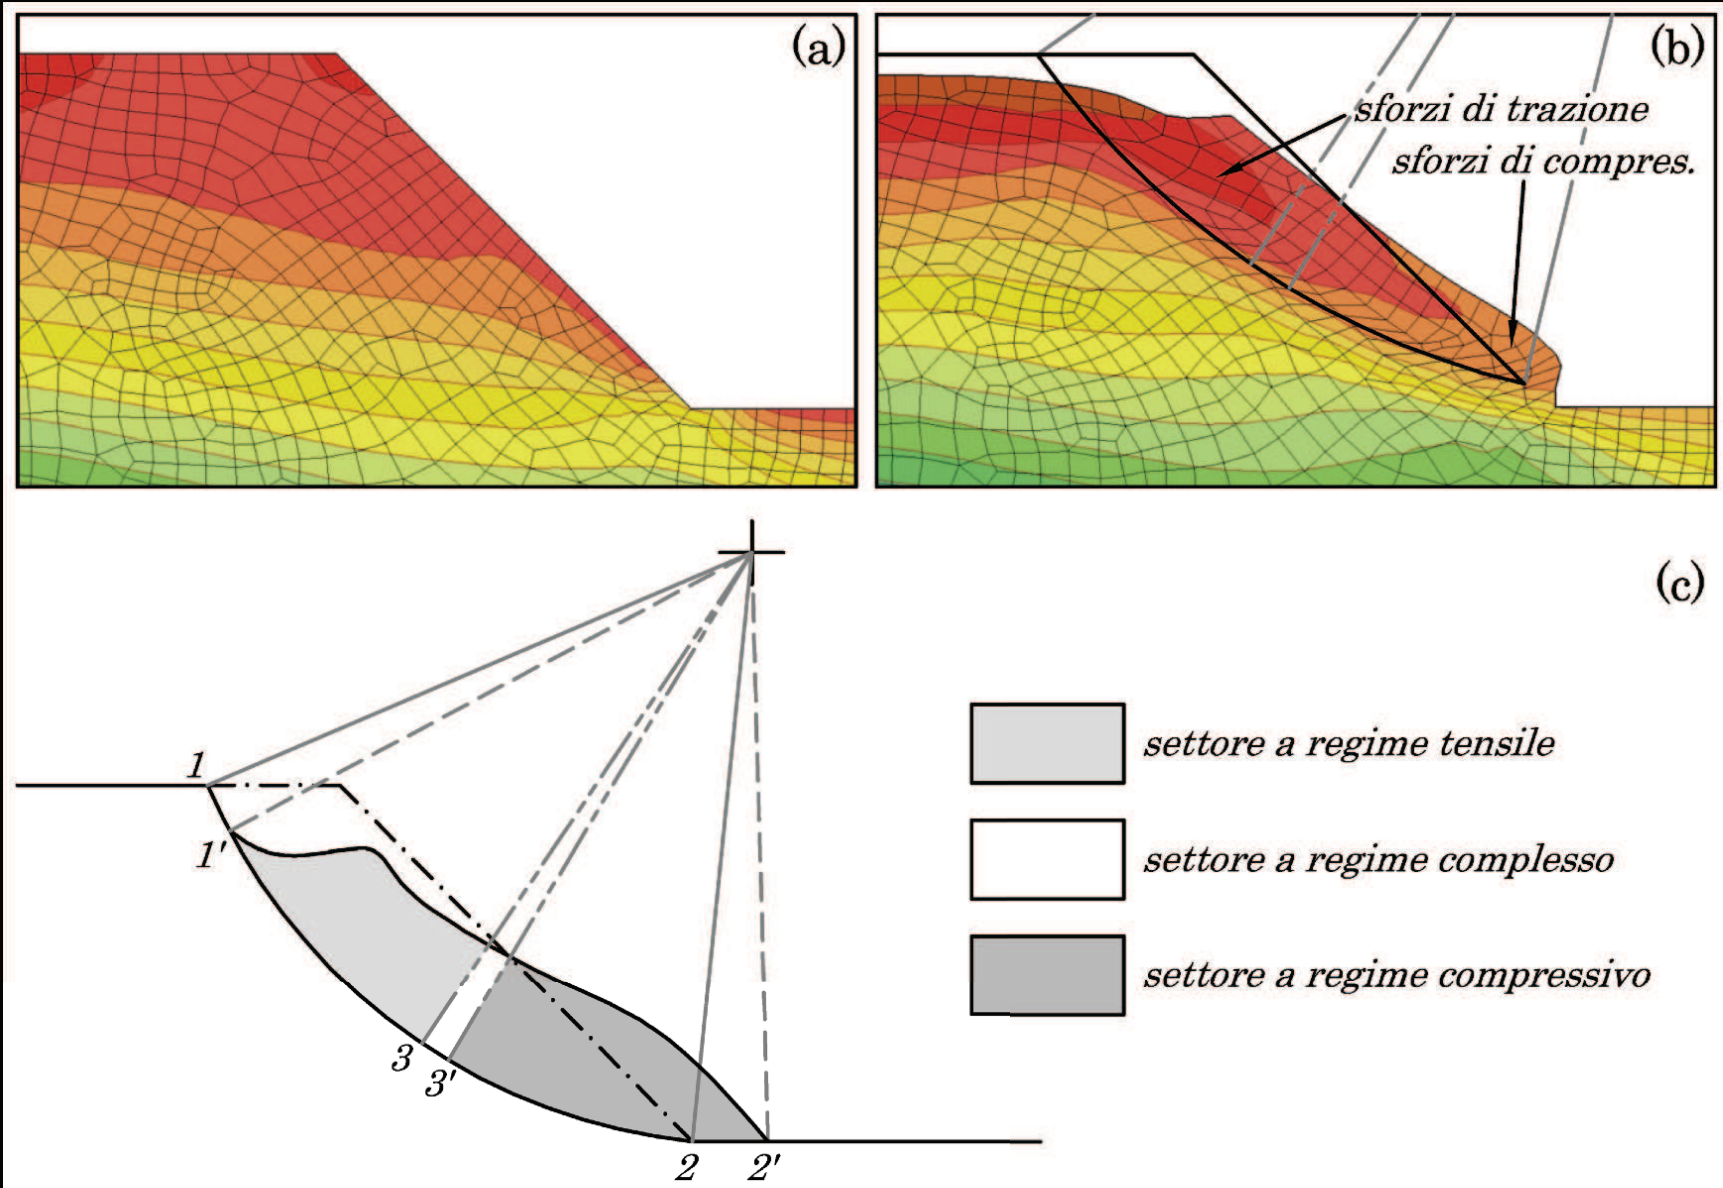 (a)
(b)
sforzi di trazione
sforzi di compres.
(c)
1
1'
3
3'
2
2'
settore a regime tensile
settore a regime complesso
settore a regime compressivo